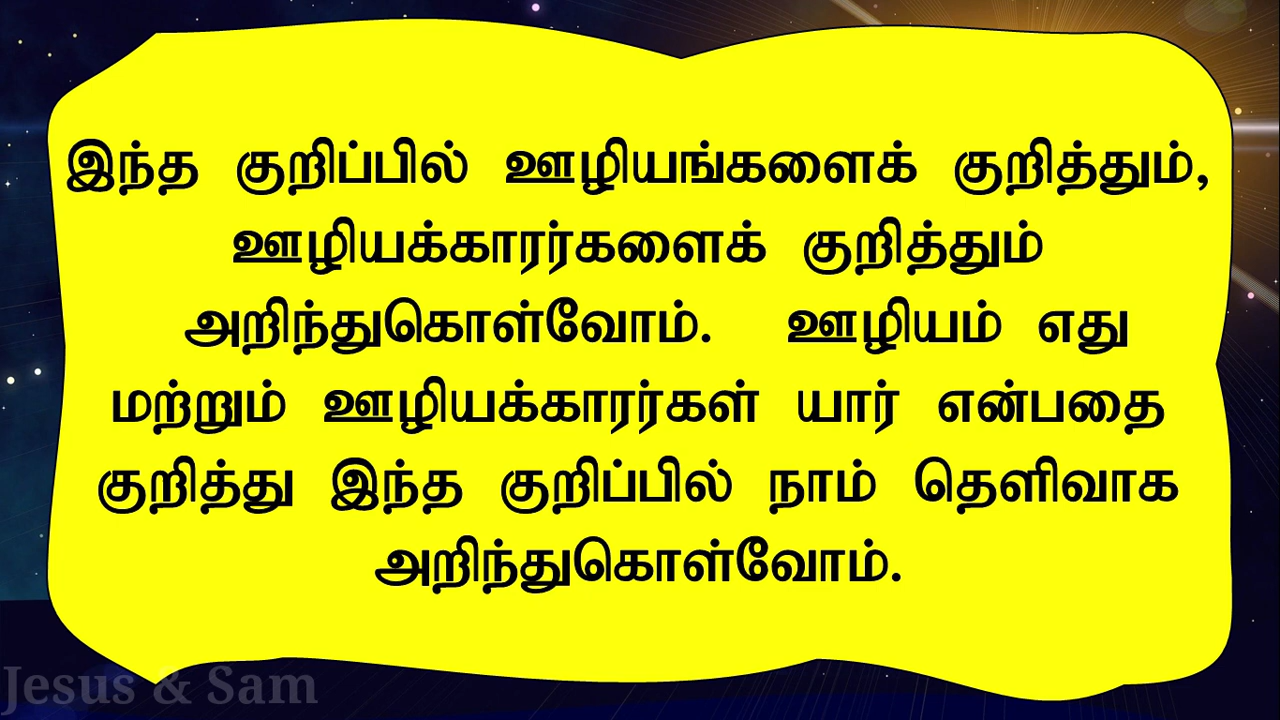 இந்த குறிப்பில் ஊழியங்களைக் குறித்தும்,
ஊழியக்காரர்களைக் குறித்தும்
அறிந்துகொள்வோம். ஊழியம் எது
மற்றும் ஊழியக்காரர்கள் யார் என்பதை
குறித்து இந்த குறிப்பில் நாம் தெளிவாக
அறிந்துகொள்வோம்.
Jesus & Sam